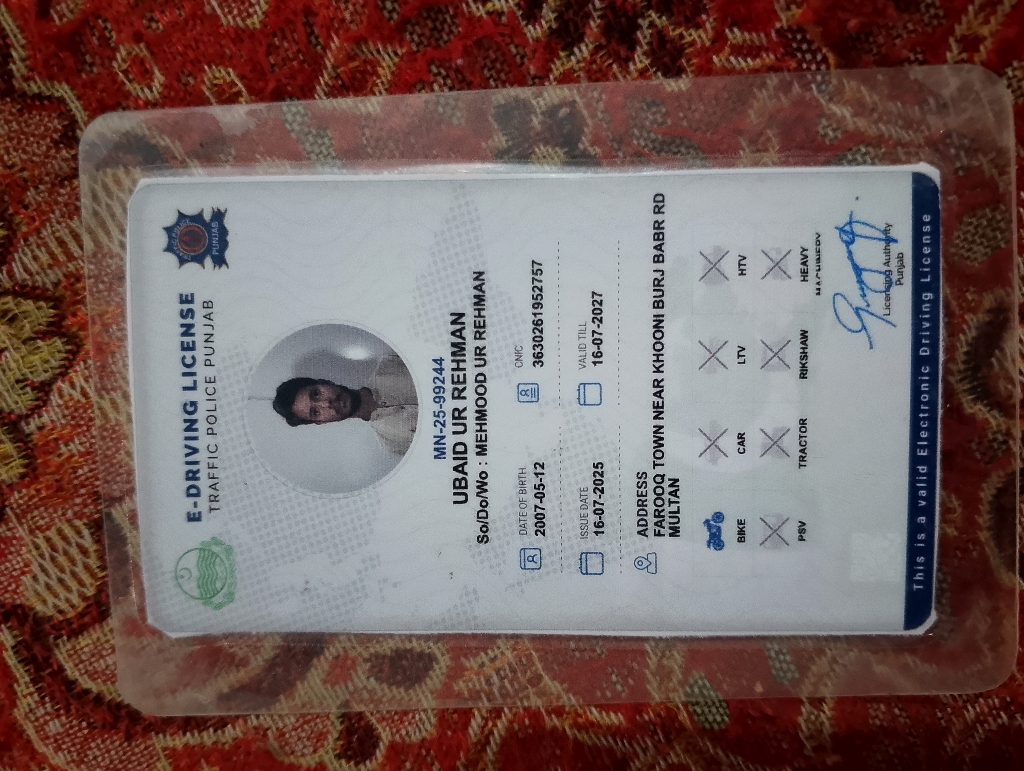 E-DRIVING LICENSE
TRAFFIC POLICE PUNJAB
PUNJAB
MN-25-99244
UBAID UR REHMAN
So/Do/Wo : MEHMOOD UR REHMAN
DATE OF BIRTH
2007-05-12
CNIC
3630261952757
ISSUE DATE
16-07-2025
VALID TILL
16-07-2027
ADDRESS
FAROOQ TOWN NEAR KHOONI BURJ BABR RD
MULTAN
BIKE CAR LTV HTV
PSV TRACTOR RIKSHAW HEAVY
MACHINERY
Licensing Authority
Punjab
This is a valid Electronic Driving License